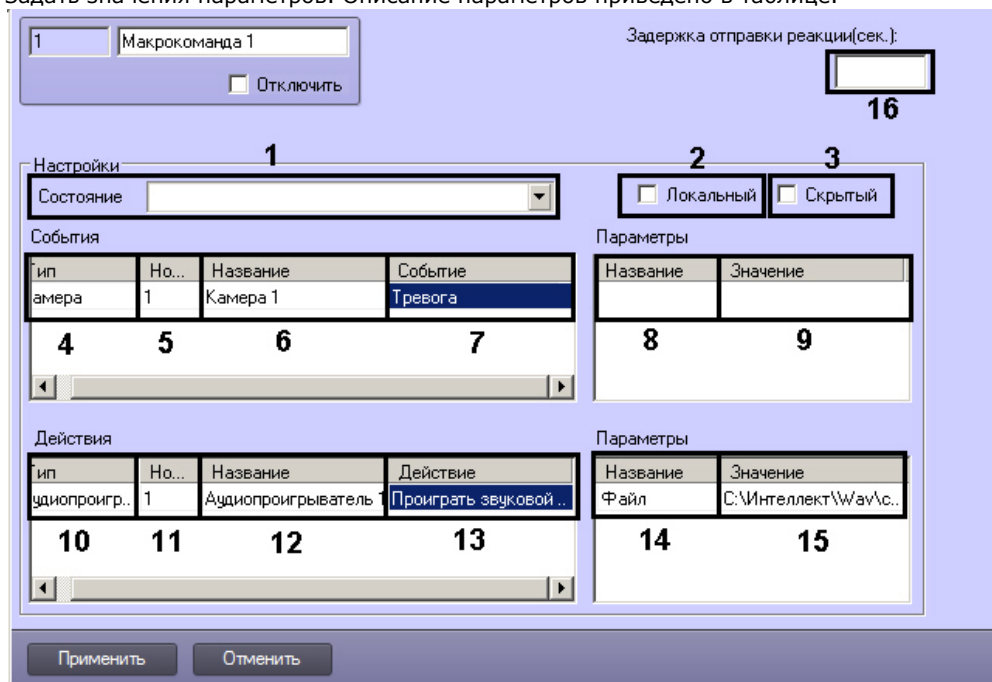 Задать значения параметров. Описание параметров приведено в таблице.
1 Макрокоманда 1 Задержка отправки реакции(сек.):
Отключить
16
1 2 3
Настройки
Состояние Локальный Скрытый
События Параметры
Тип Но... Название Событие Название Значение
амера 1 Камера 1 Тревога
4 5 6 7 8 9
Действия Параметры
Тип Но... Название Действие Название Значение
удиопроигр.. 1 Аудиопроигрыватель 1 Проиграть звуковой .. Файл C:\Интеллект\Wav\c..
10 11 12 13 14 15
Применить Отменить